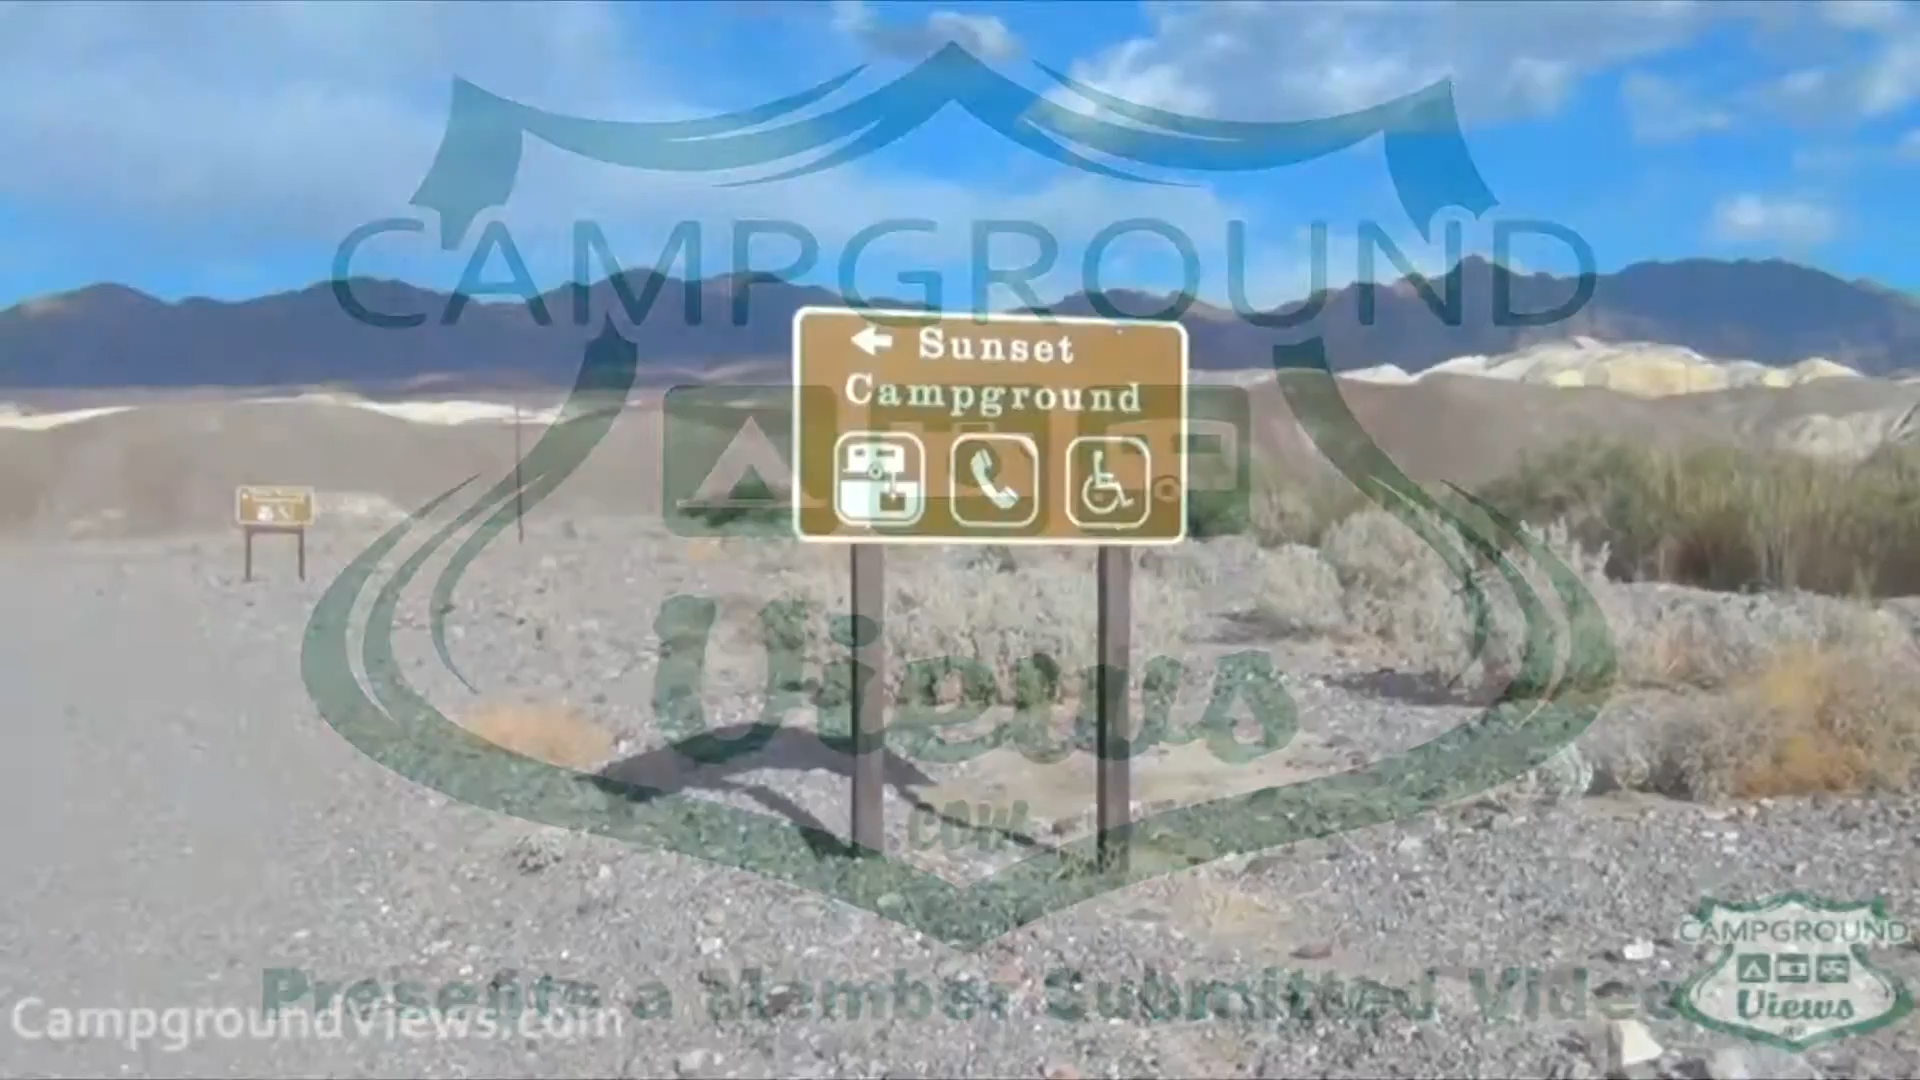 CAMPGROUND
Sunset
Campground
Views
.com
Presents a Member Submitted Video
CampgroundViews.com
CAMPGROUND
Views